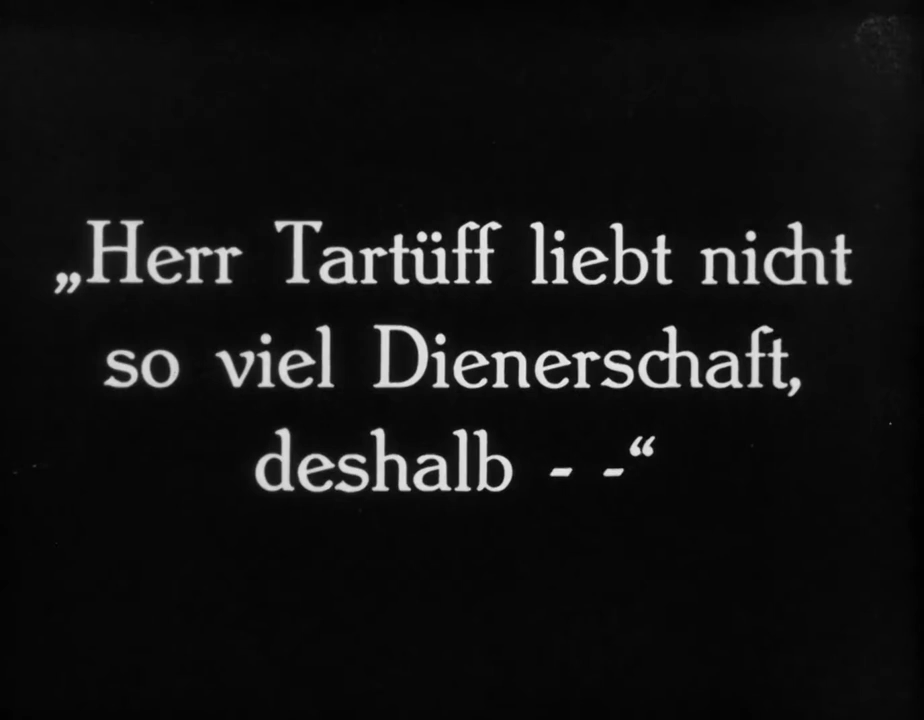 „Herr Tartüff liebt nicht
so viel Dienerschaft,
deshalb - -“